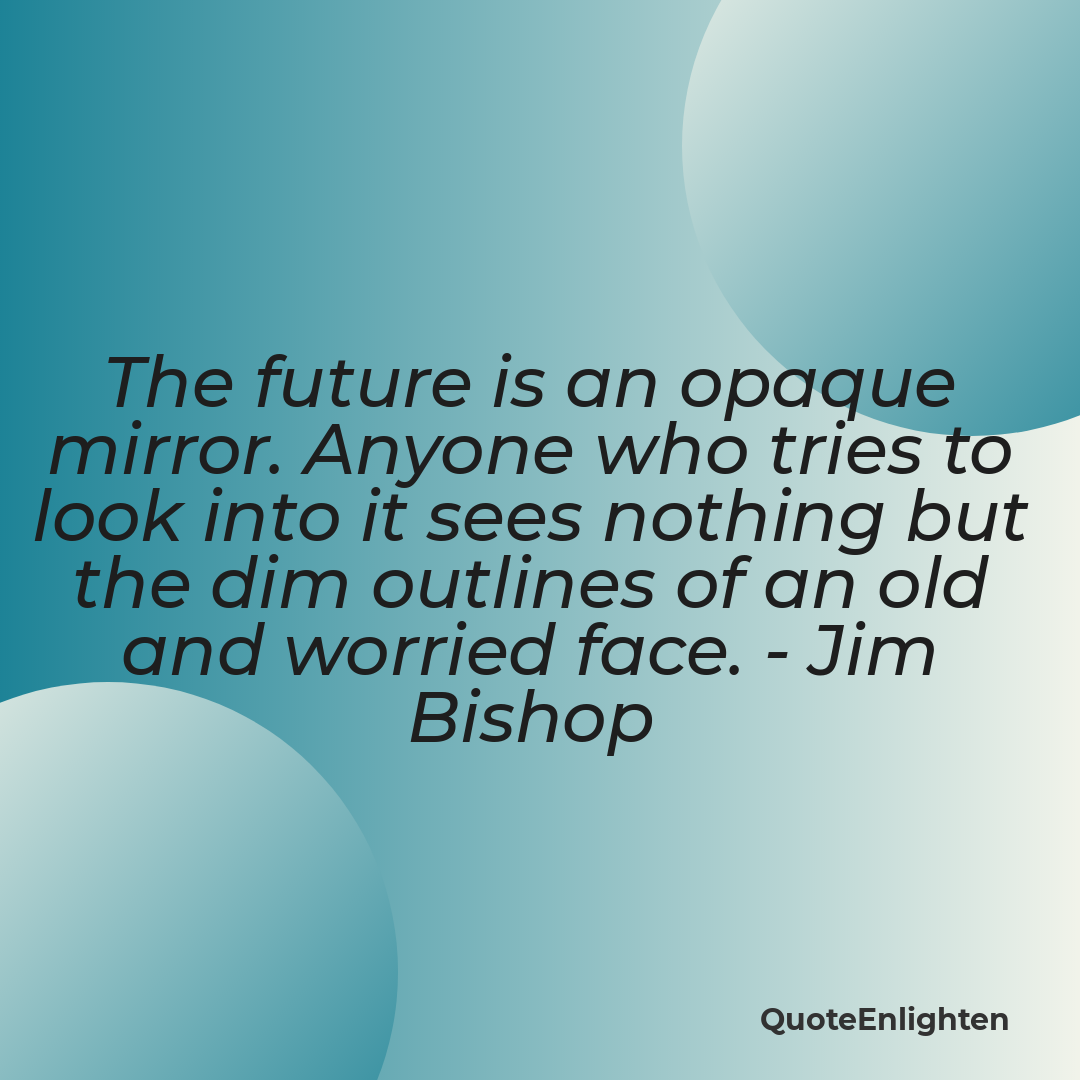 The future is an opaque
mirror. Anyone who tries to
look into it sees nothing but
the dim outlines of an old
and worried face. - Jim
Bishop
QuoteEnlighten